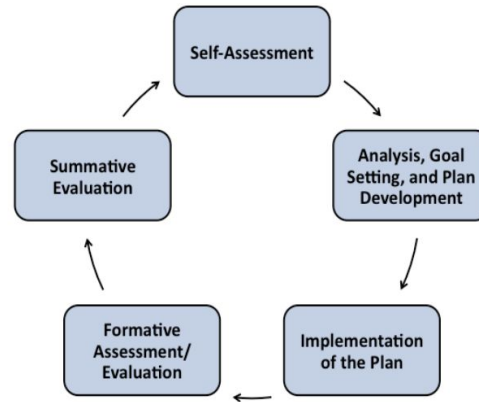 Self-Assessment
Analysis, Goal
Setting, and Plan
Development
Implementation
of the Plan
Formative
Assessment/
Evaluation
Summative
Evaluation